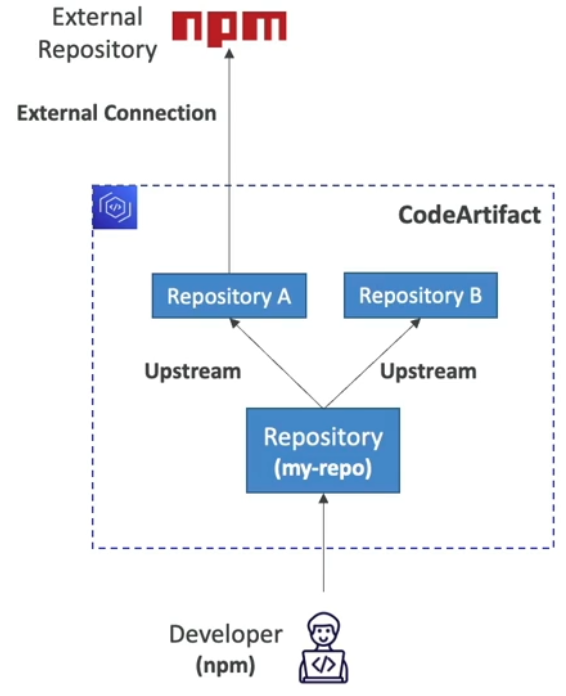 External
Repository
npm
External Connection
CodeArtifact
Repository A
Repository B
Upstream
Upstream
Repository
(my-repo)
Developer
(npm)